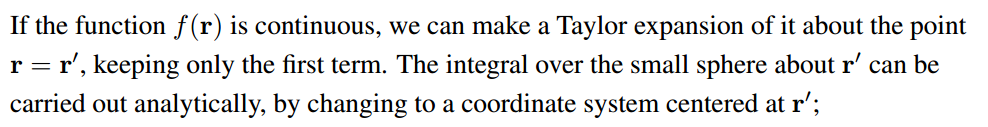 If the function f(r) is continuous, we can make a Taylor expansion of it about the point
r = r′, keeping only the first term. The integral over the small sphere about r′ can be
carried out analytically, by changing to a coordinate system centered at r′;